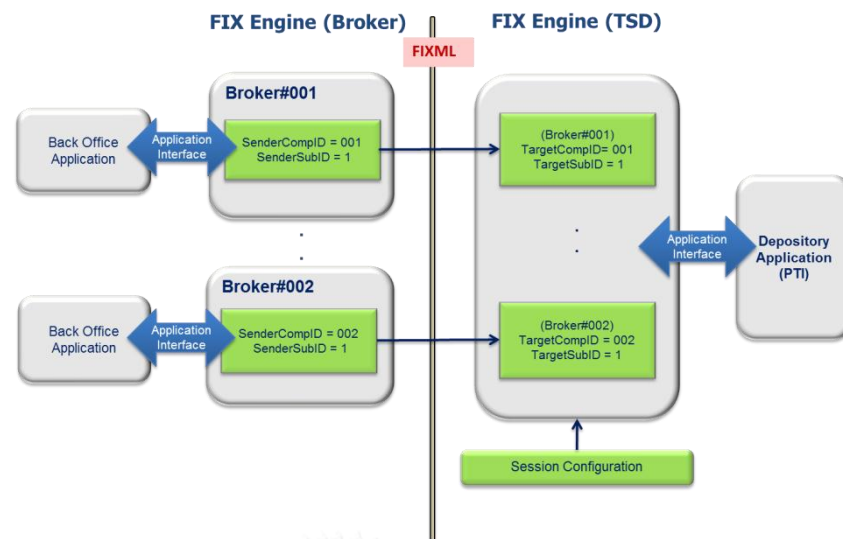 FIX Engine (Broker)
FIX Engine (TSD)
FIXML
Broker#001
Back Office
Application
Application
Interface
SenderCompID = 001
SenderSubID = 1
(Broker#001)
TargetCompID= 001
TargetSubID = 1
Application
Interface
Depository
Application
(PTI)
Broker#002
Back Office
Application
Application
Interface
SenderCompID = 002
SenderSubID = 1
(Broker#002)
TargetCompID = 002
TargetSubID = 1
Session Configuration